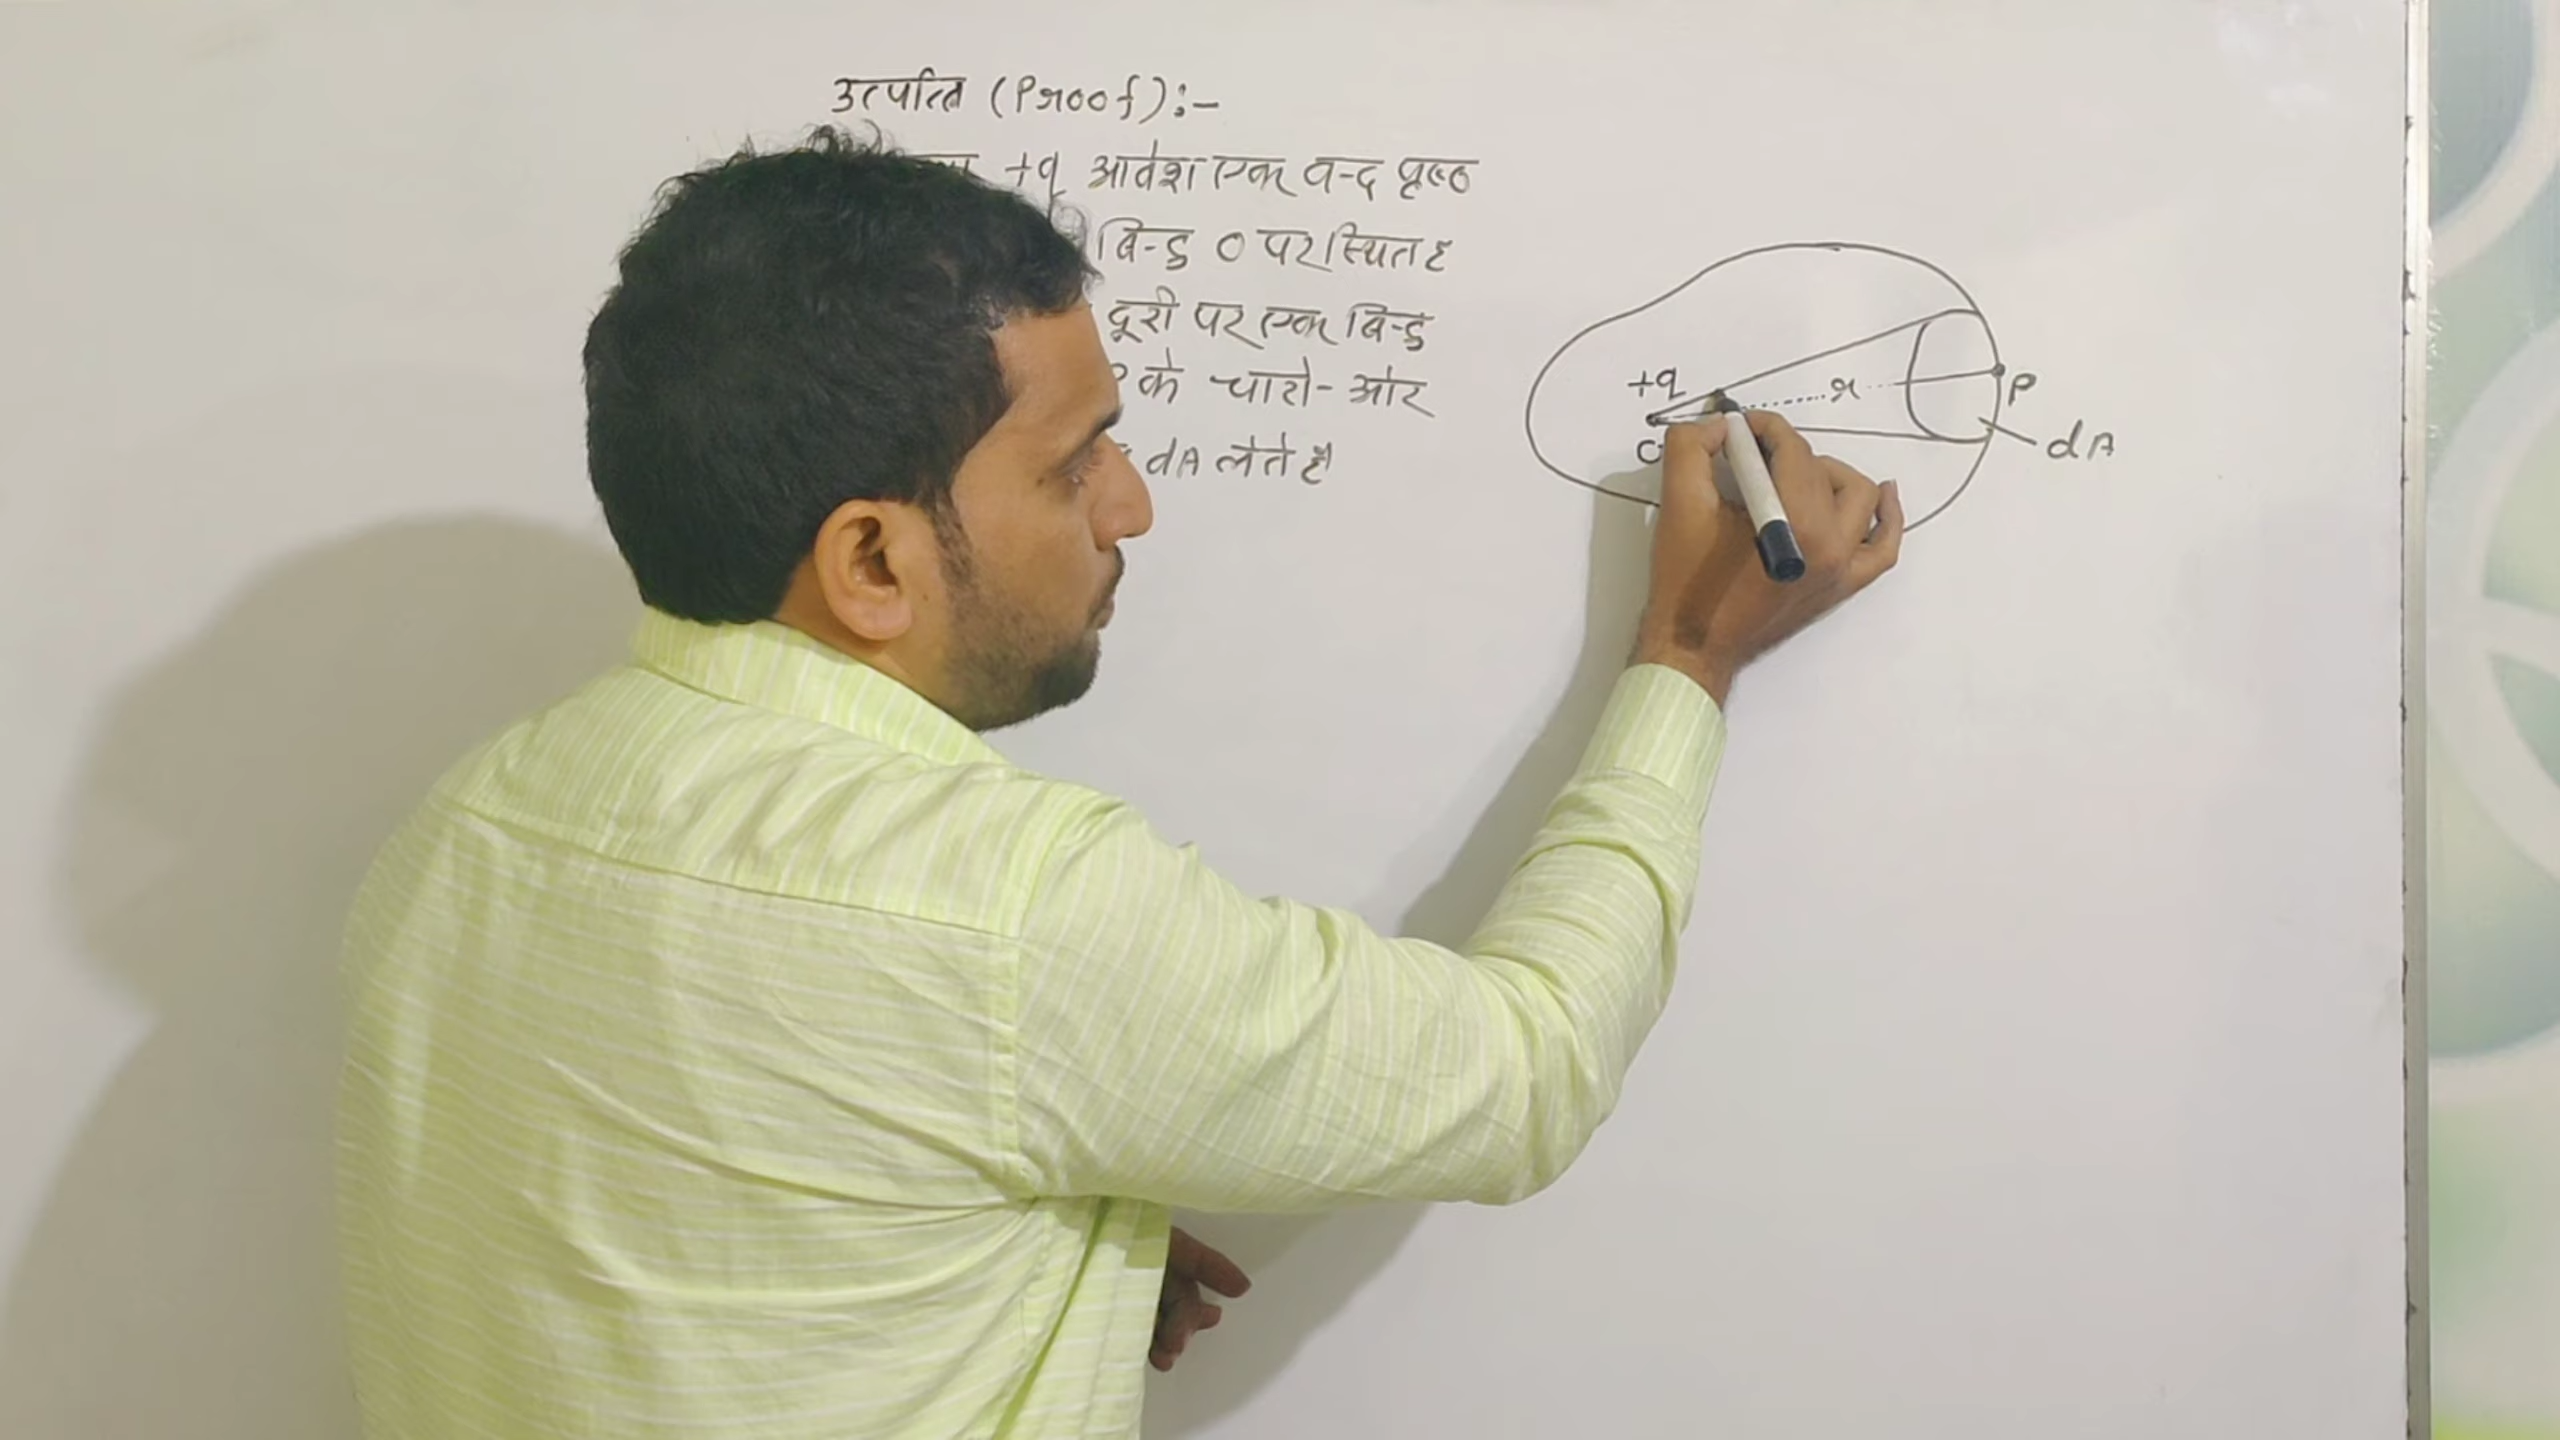 उत्पत्ति (Proof):-
+q आवेश एक बन्द पृष्ठ
बिन्दु O पर स्थित है
दूरी पर एक बिन्दु
के चारो-ओर
dA लेते है
+q
r
P
O
dA